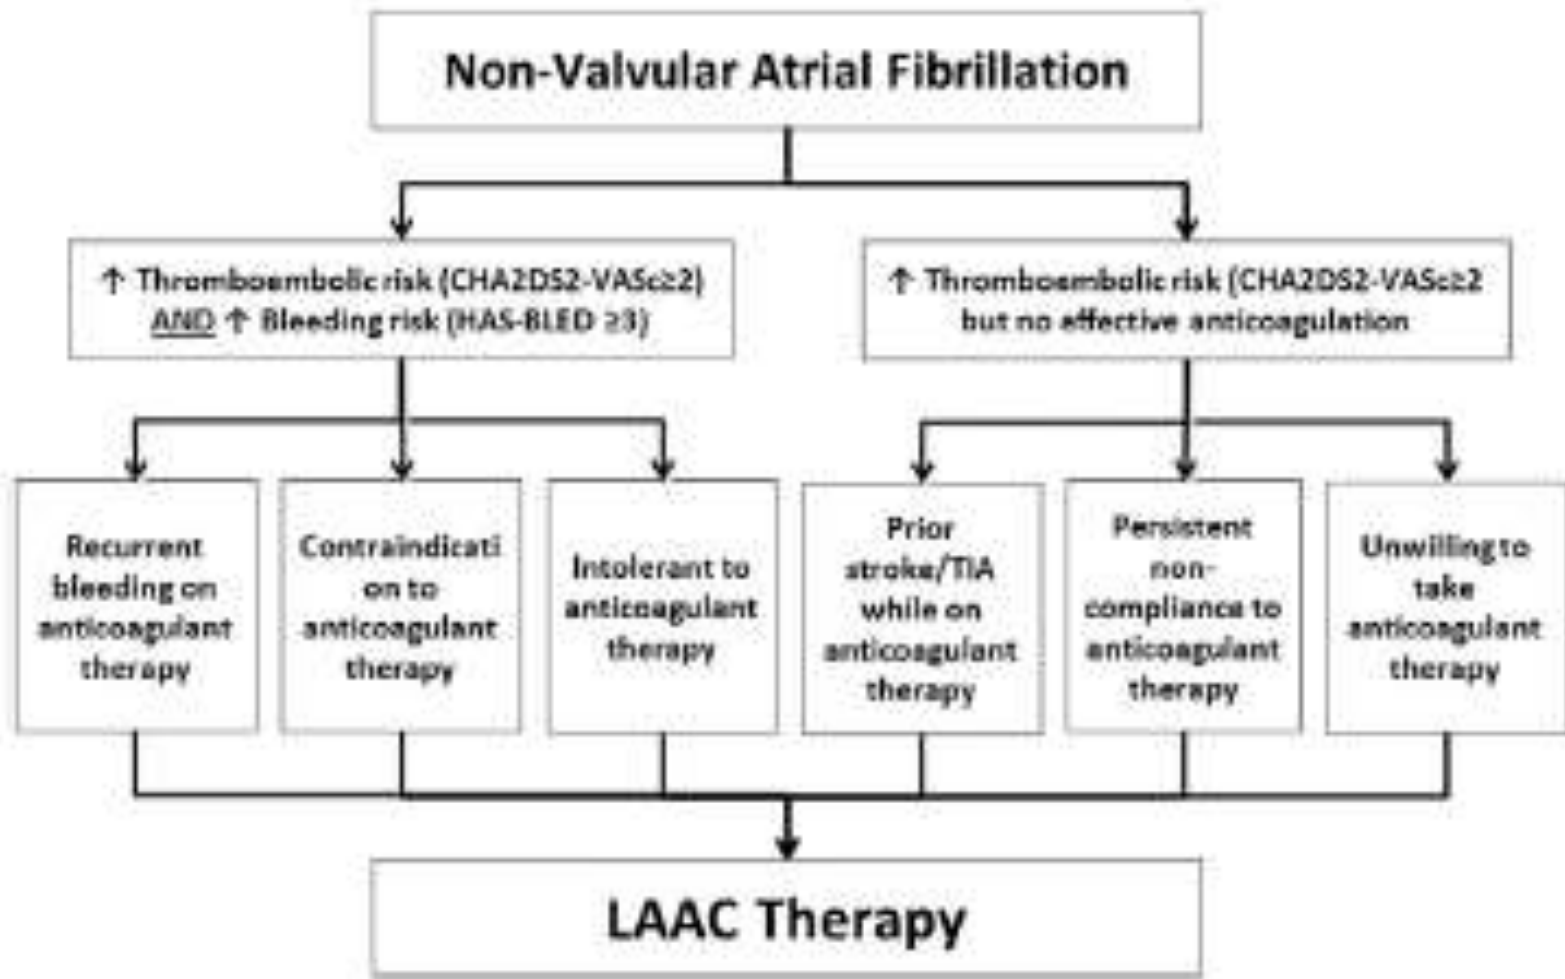 Non-Valvular Atrial Fibrillation
↑ Thromboembolic risk (CHA2DS2-VASc≥2)
AND ↑ Bleeding risk (HAS-BLED ≥3)
↑ Thromboembolic risk (CHA2DS2-VASc≥2
but no effective anticoagulation
Recurrent
bleeding on
anticoagulant
therapy
Contraindicati
on to
anticoagulant
therapy
Intolerant to
anticoagulant
therapy
Prior
stroke/TIA
while on
anticoagulant
therapy
Persistent
non-
compliance to
anticoagulant
therapy
Unwilling to
take
anticoagulant
therapy
LAAC Therapy